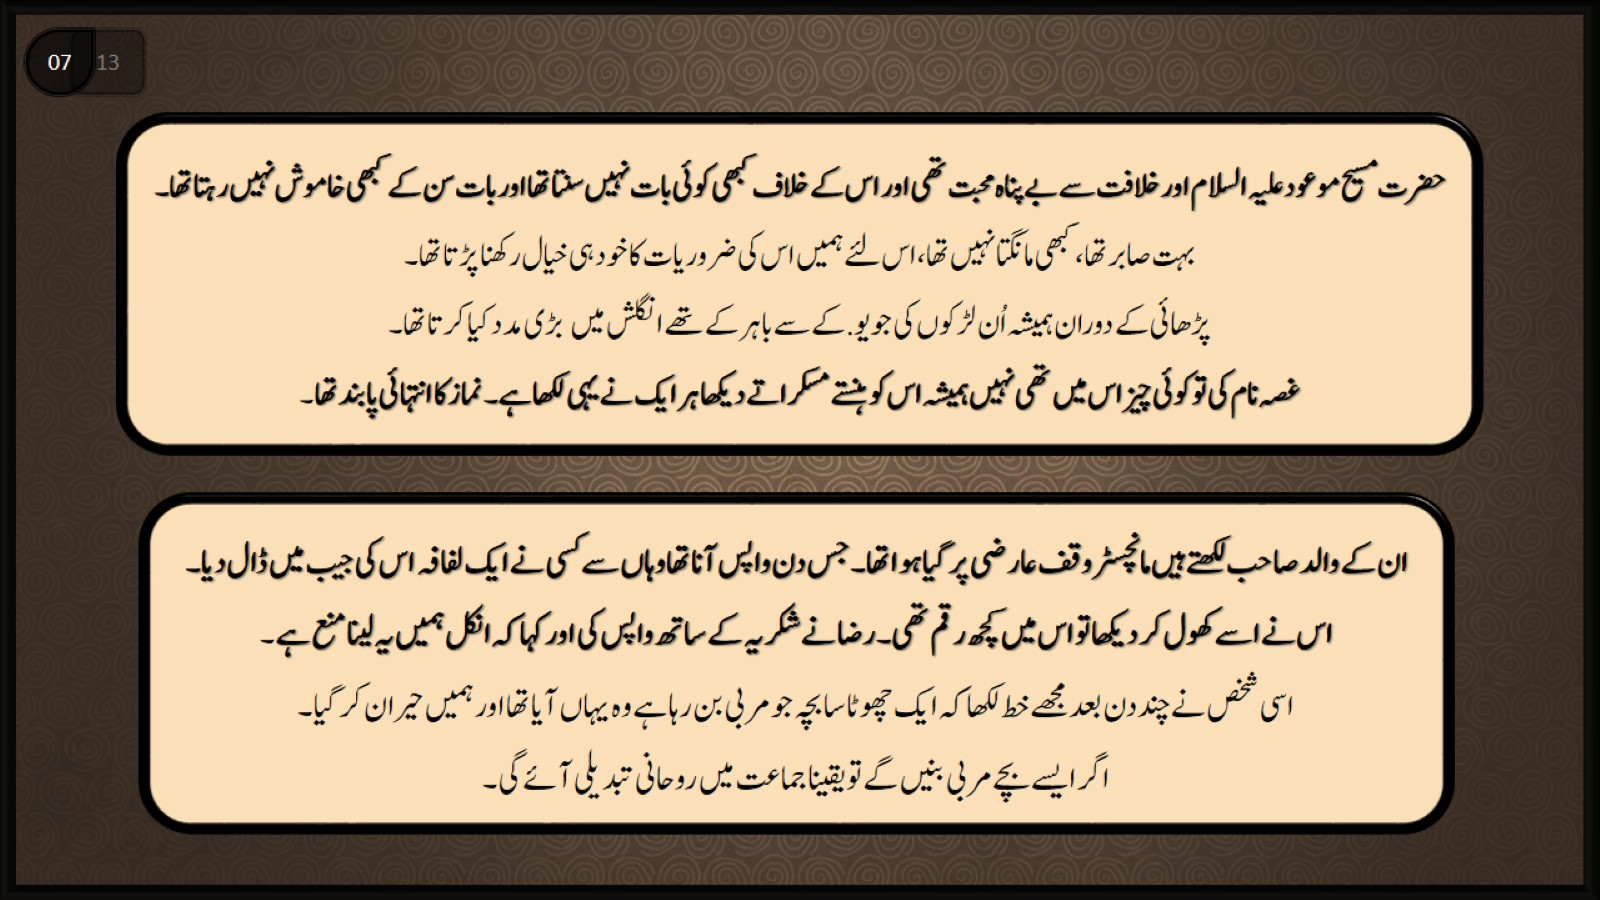 07 13
حضرت مسیح موعود علیہ السلام اور خلافت سے بے پناہ محبت تھی اور اس کے خلاف کبھی کوئی بات نہیں سنتا تھا اور بات سن کے کبھی خاموش نہیں رہتا تھا۔
بہت صابر تھا، کبھی مانگتا نہیں تھا، اس لئے ہمیں اس کی ضروریات کا خود ہی خیال رکھنا پڑتا تھا۔
پڑھائی کے دوران ہمیشہ اُن لڑکوں کی جو یو.کے سے باہر کے تھے انگلش میں بڑی مدد کیا کرتا تھا۔
غصہ نام کی تو کوئی چیز اس میں تھی نہیں ہمیشہ اس کو ہنستے مسکراتے دیکھا ہر ایک نے یہی لکھا ہے۔ نماز کا انتہائی پابند تھا۔
ان کے والد صاحب لکھتے ہیں مانچسٹر وقف عارضی پر گیا ہوا تھا۔ جس دن واپس آنا تھا وہاں سے کسی نے ایک لفافہ اس کی جیب میں ڈال دیا۔
اس نے اسے کھول کر دیکھا تو اس میں کچھ رقم تھی۔ رضا نے شکریہ کے ساتھ واپس کی اور کہا کہ انکل ہمیں یہ لینا منع ہے۔
اسی شخص نے چند دن بعد مجھے خط لکھا کہ ایک چھوٹا سا بچہ جو مربی بن رہا ہے وہ یہاں آیا تھا اور ہمیں حیران کر گیا۔
اگر ایسے بچے مربی بنیں گے تو یقینا جماعت میں روحانی تبدیلی آئے گی۔